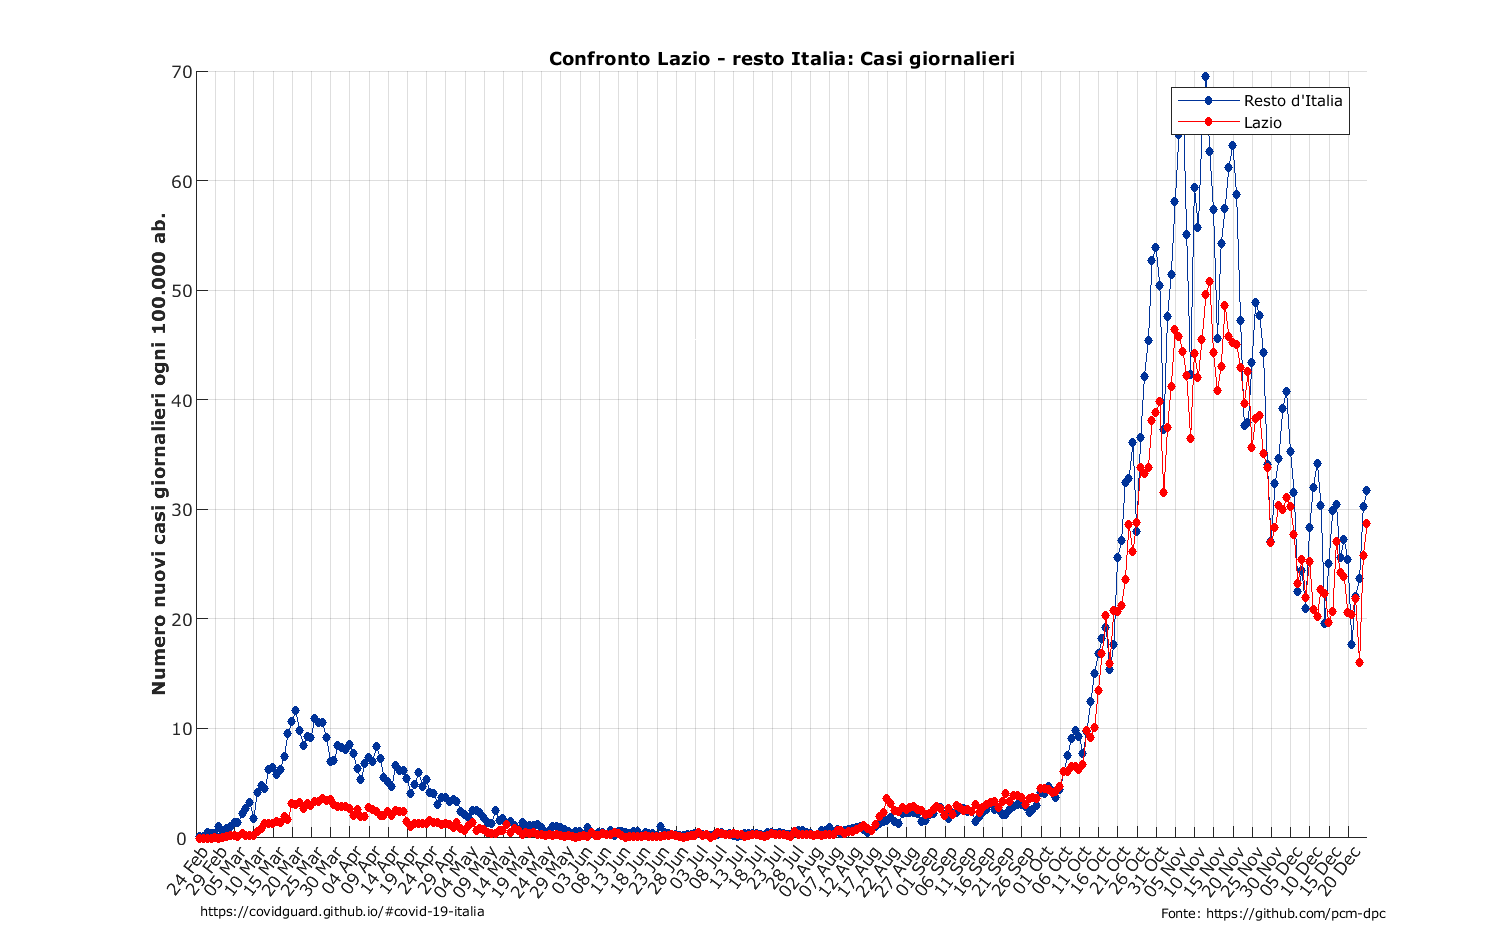 Confronto Lazio - resto Italia: Casi giornalieri
Numero nuovi casi giornalieri ogni 100.000 ab.
70
60
50
40
30
20
10
0
Resto d'Italia
Lazio
24 Feb
29 Feb
05 Mar
10 Mar
15 Mar
20 Mar
25 Mar
30 Mar
04 Apr
09 Apr
14 Apr
19 Apr
24 Apr
29 Apr
04 May
09 May
14 May
19 May
24 May
29 May
03 Jun
08 Jun
13 Jun
18 Jun
23 Jun
28 Jun
03 Jul
08 Jul
13 Jul
18 Jul
23 Jul
28 Jul
02 Aug
07 Aug
12 Aug
17 Aug
22 Aug
27 Aug
01 Sep
06 Sep
11 Sep
16 Sep
21 Sep
26 Sep
01 Oct
06 Oct
11 Oct
16 Oct
21 Oct
26 Oct
31 Oct
05 Nov
10 Nov
15 Nov
20 Nov
25 Nov
30 Nov
05 Dec
10 Dec
15 Dec
20 Dec
https://covidguard.github.io/#covid-19-italia
Fonte: https://github.com/pcm-dpc